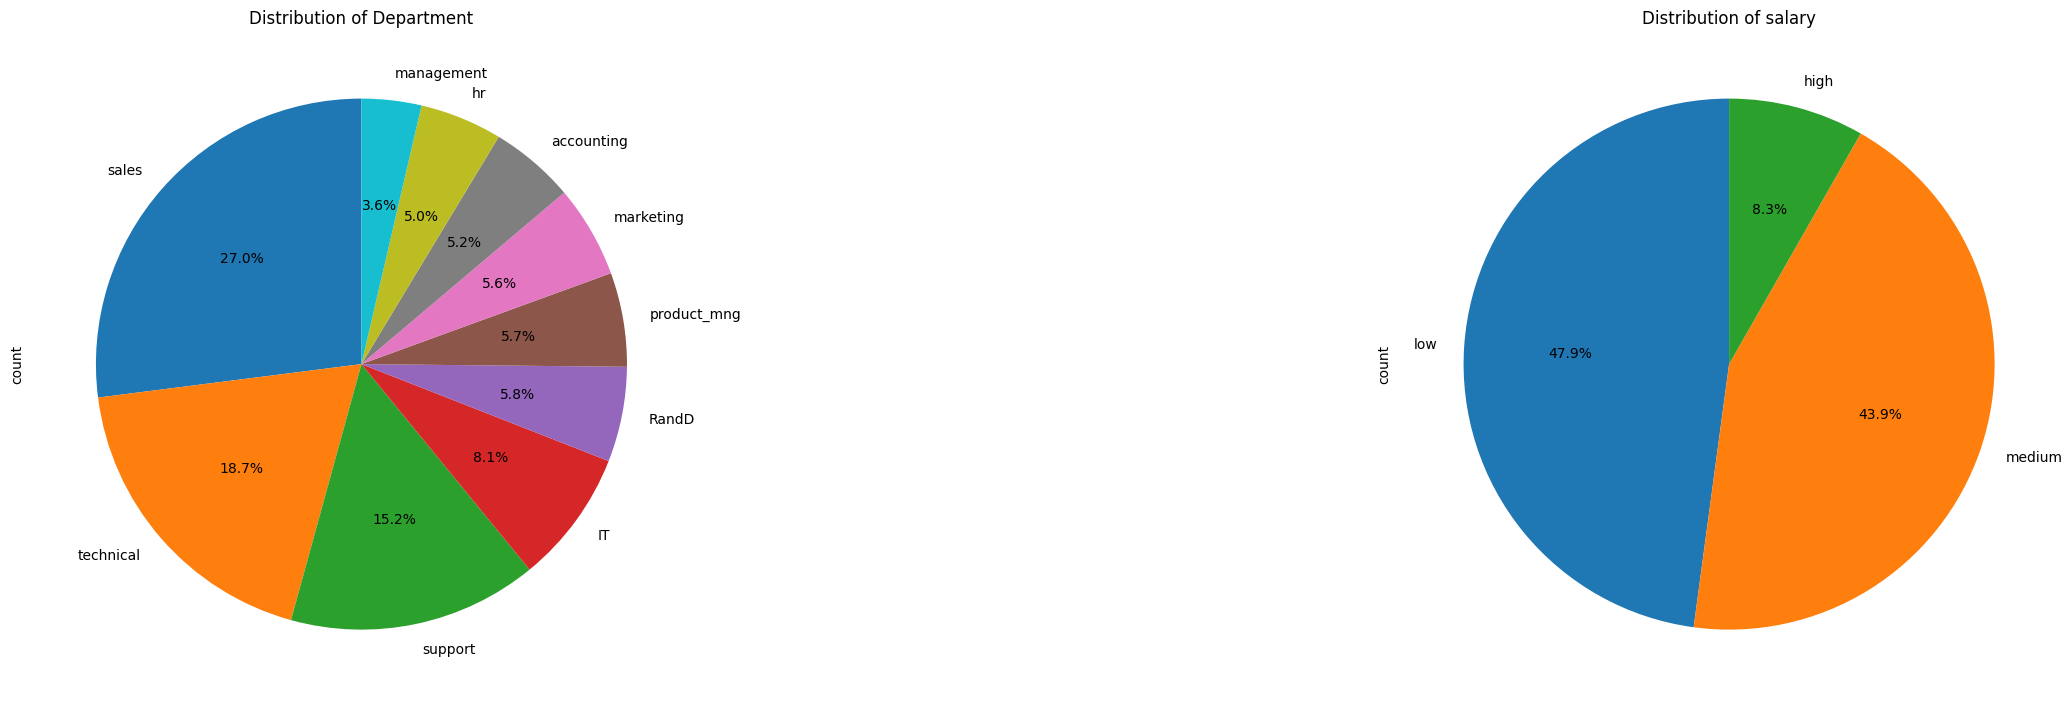 Distribution of Department
management
hr
accounting
sales
marketing
3.6%
5.0%
5.2%
27.0%
5.6%
product_mng
5.7%
count
5.8%
RandD
8.1%
18.7%
15.2%
IT
technical
support
Distribution of salary
high
8.3%
low
47.9%
count
43.9%
medium